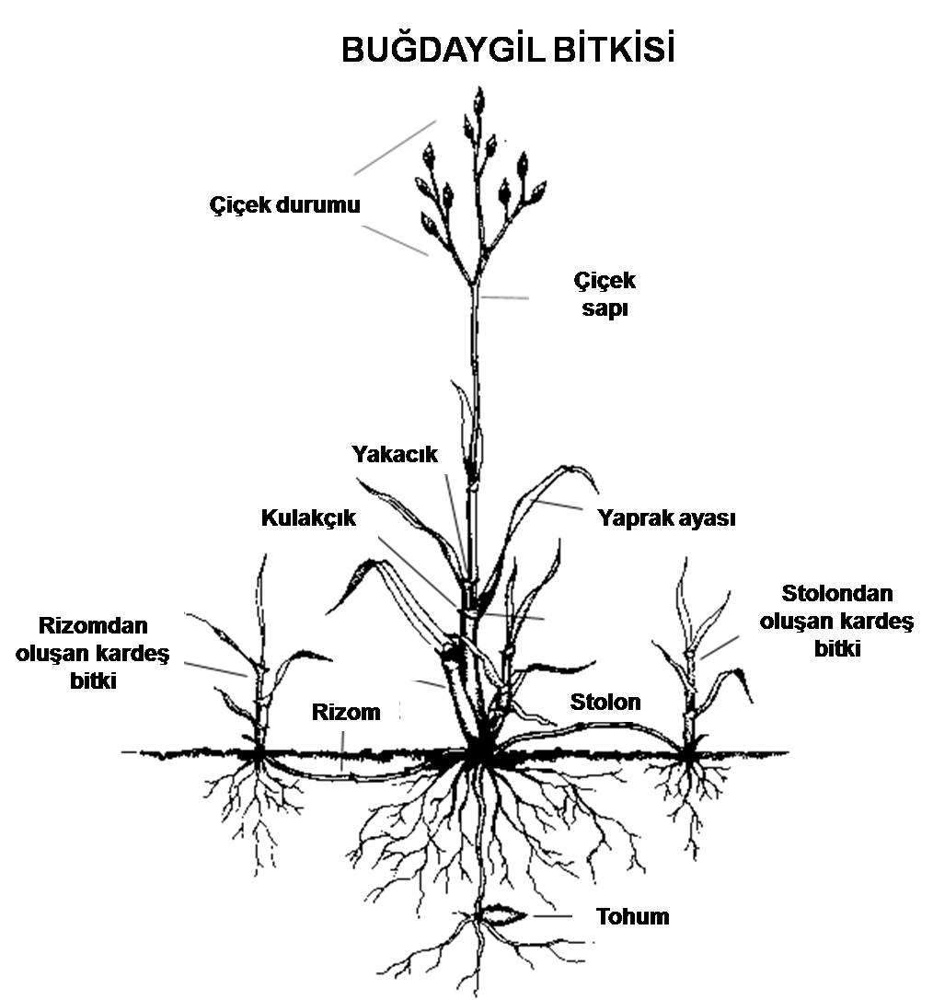 BUĞDAYGİL BİTKİSİ
Çiçek durumu
Çiçek
sapı
Yakacık
Kulakçık
Yaprak ayası
Rizomdan
oluşan kardeş
bitki
Stolondan
oluşan kardeş
bitki
Rizom
Stolon
Tohum